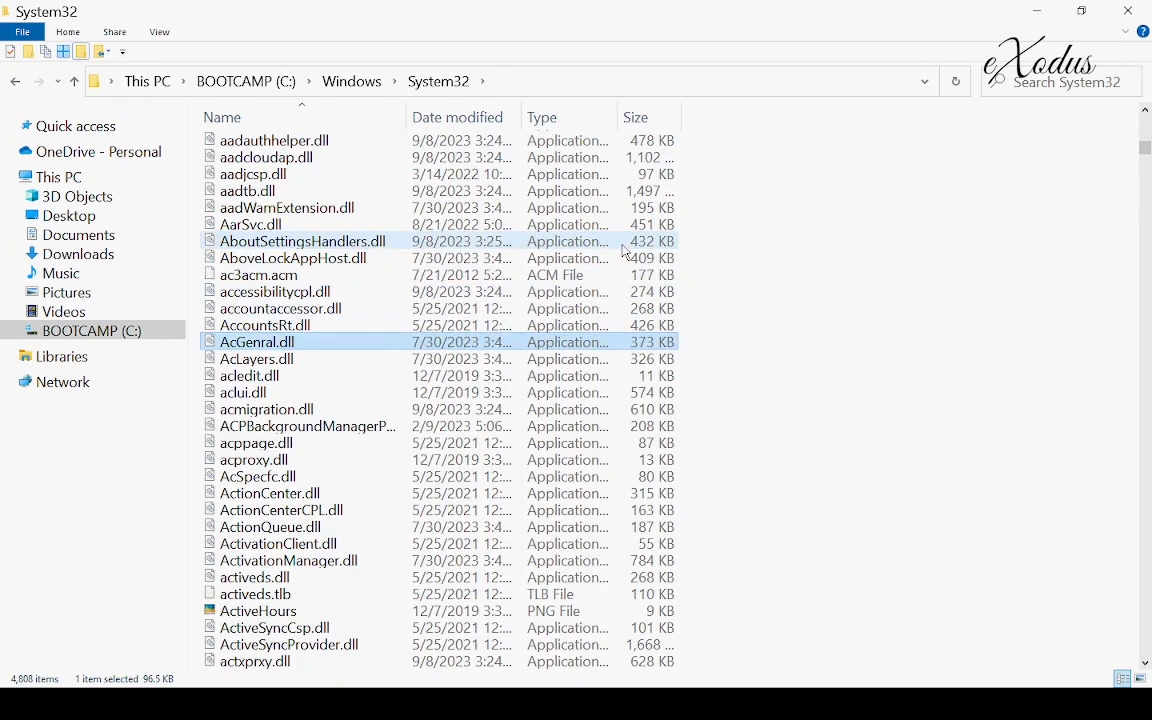 System32
File Home Share View
eXodus
This PC BOOTCAMP (C:) Windows System32
Search System32
Quick access
OneDrive - Personal
This PC
3D Objects
Desktop
Documents
Downloads
Music
Pictures
Videos
BOOTCAMP (C:)
Libraries
Network
Name Date modified Type Size
aadauthhelper.dll 9/8/2023 3:24... Application... 478 KB
aadcloudap.dll 9/8/2023 3:24... Application... 1,102 ...
aadjcsp.dll 3/14/2022 10:... Application... 97 KB
aadtb.dll 9/8/2023 3:24... Application... 1,497 ...
aadWamExtension.dll 7/30/2023 3:4... Application... 195 KB
AarSvc.dll 8/21/2022 5:0... Application... 451 KB
AboutSettingsHandlers.dll 9/8/2023 3:25... Application... 432 KB
AboveLockAppHost.dll 7/30/2023 3:4... Application... 409 KB
ac3acm.acm 7/21/2012 5:2... ACM File 177 KB
accessibilitycpl.dll 9/8/2023 3:24... Application... 274 KB
accountaccessor.dll 5/25/2021 12:... Application... 268 KB
AccountsRt.dll 5/25/2021 12:... Application... 426 KB
AcGenral.dll 7/30/2023 3:4... Application... 373 KB
AcLayers.dll 7/30/2023 3:4... Application... 326 KB
acledit.dll 12/7/2019 3:3... Application... 11 KB
aclui.dll 12/7/2019 3:3... Application... 574 KB
acmigration.dll 9/8/2023 3:24... Application... 610 KB
ACPBackgroundManagerP... 2/9/2023 5:06... Application... 208 KB
acppage.dll 5/25/2021 12:... Application... 87 KB
acproxy.dll 12/7/2019 3:3... Application... 13 KB
AcSpecfc.dll 5/25/2021 12:... Application... 80 KB
ActionCenter.dll 5/25/2021 12:... Application... 315 KB
ActionCenterCPL.dll 5/25/2021 12:... Application... 163 KB
ActionQueue.dll 7/30/2023 3:4... Application... 187 KB
ActivationClient.dll 5/25/2021 12:... Application... 55 KB
ActivationManager.dll 7/30/2023 3:4... Application... 784 KB
activeds.dll 5/25/2021 12:... Application... 268 KB
activeds.tlb 5/25/2021 12:... TLB File 110 KB
ActiveHours 12/7/2019 3:3... PNG File 9 KB
ActiveSyncCsp.dll 5/25/2021 12:... Application... 101 KB
ActiveSyncProvider.dll 5/25/2021 12:... Application... 1,668 ...
actxprxy.dll 9/8/2023 3:24... Application... 628 KB
4,808 items 1 item selected 96.5 KB